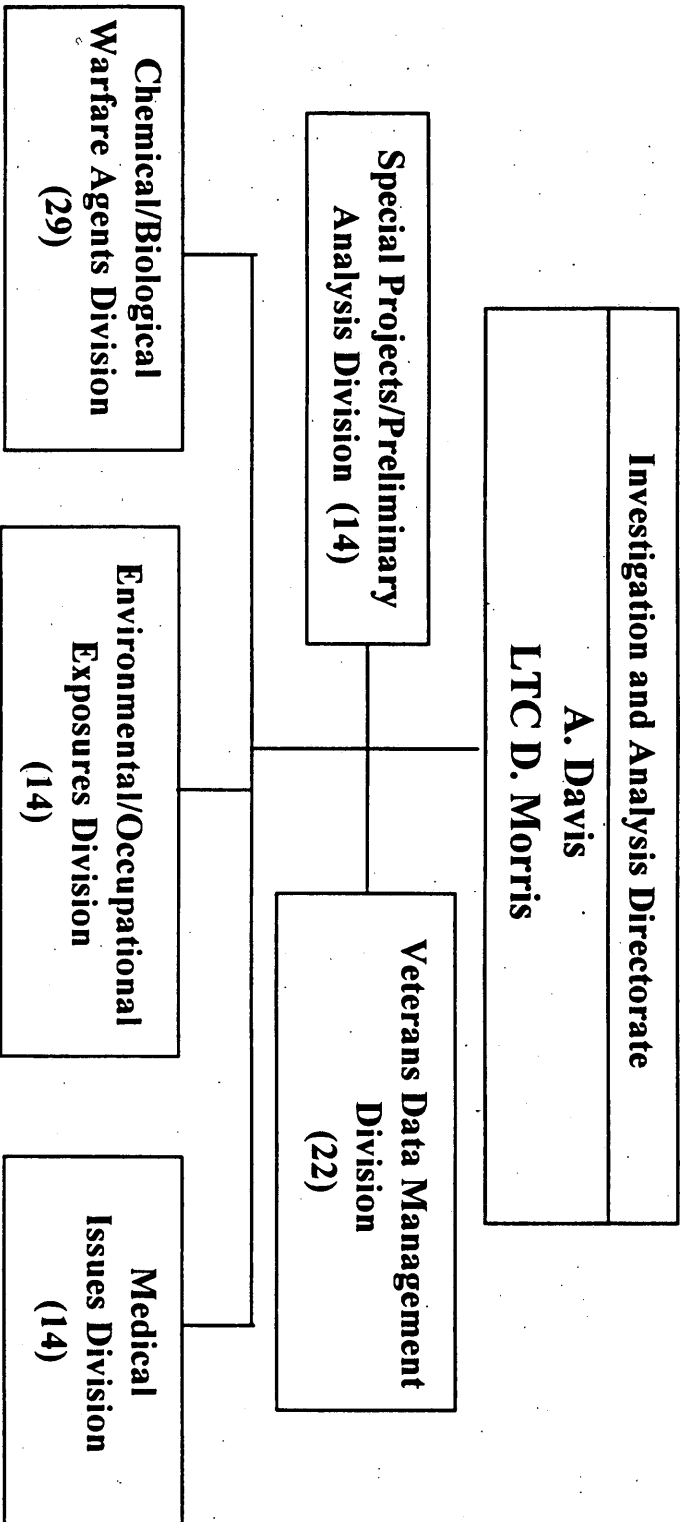 Investigation and Analysis Directorate
A. Davis
LTC D. Morris
Special Projects/Preliminary
Analysis Division (14)
Veterans Data Management
Division
(22)
Chemical/Biological
Warfare Agents Division
(29)
Environmental/Occupational
Exposures Division
(14)
Medical
Issues Division
(14)